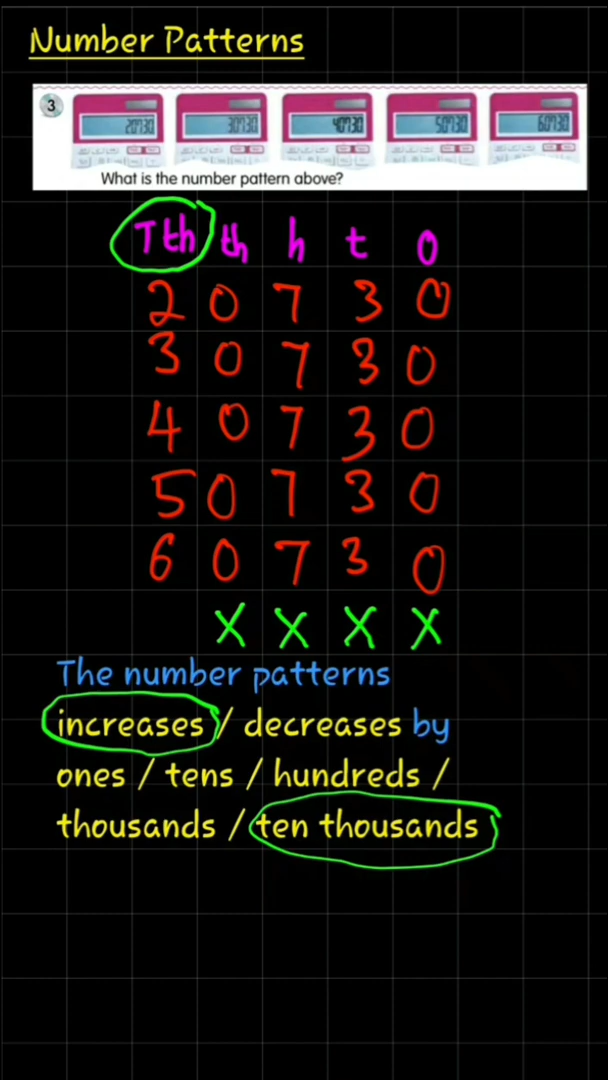 Number Patterns
3
20730 30730 40730 50730 60730
What is the number pattern above?
Tth th h t O
2 0 7 3 0
3 0 7 3 0
4 0 7 3 0
5 0 7 3 0
6 0 7 3 0
X X X X
The number patterns
increases / decreases by
ones / tens / hundreds /
thousands / ten thousands